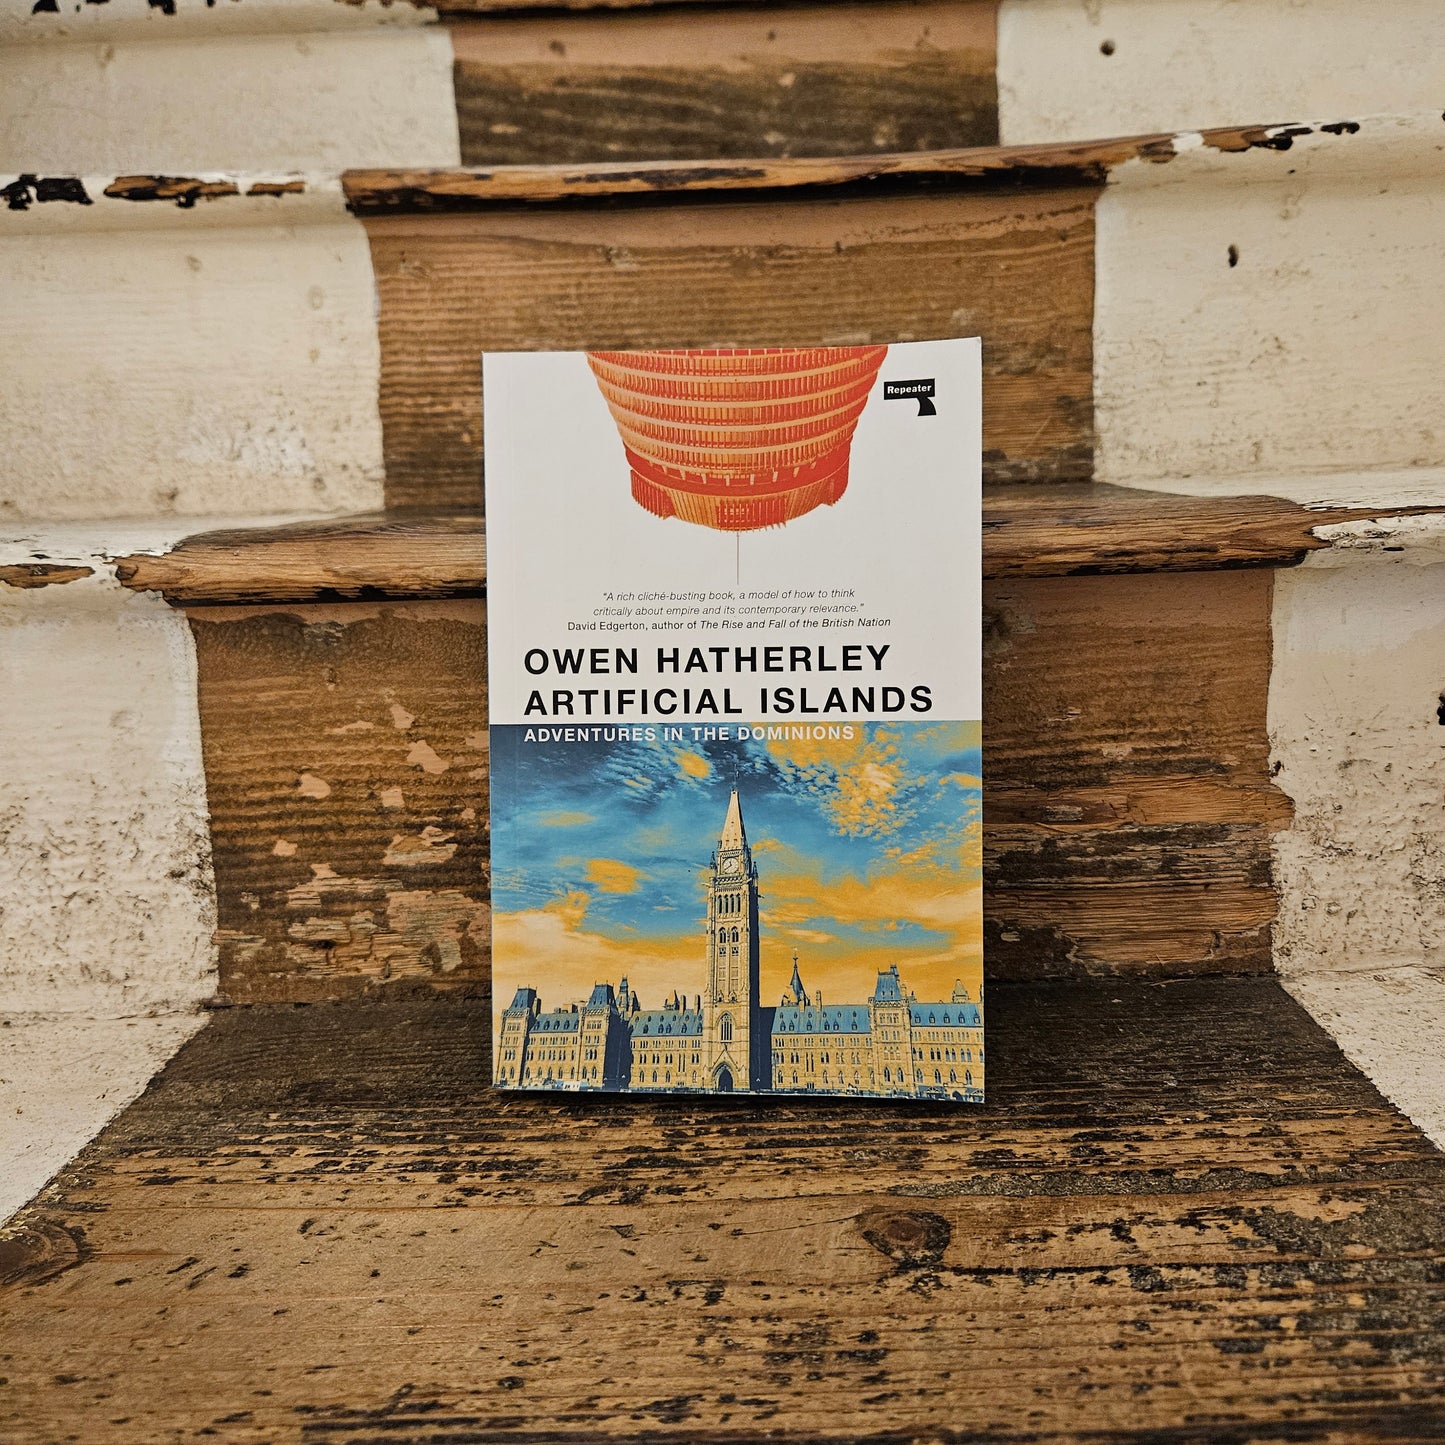 Repeater
“A rich cliché-busting book, a model of how to think
critically about empire and its contemporary relevance.”
David Edgerton, author of The Rise and Fall of the British Nation
OWEN HATHERLEY
ARTIFICIAL ISLANDS
ADVENTURES IN THE DOMINIONS